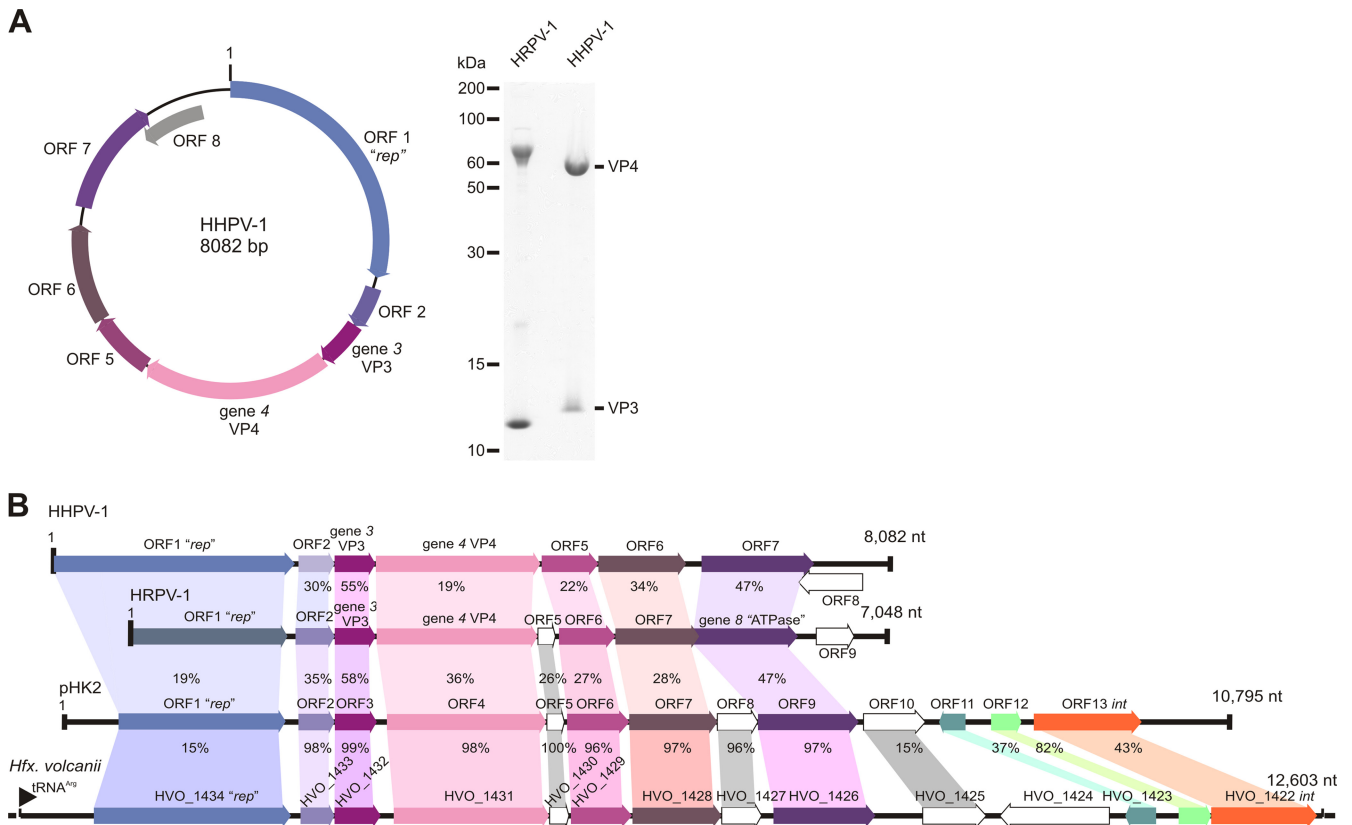 A
1
ORF 1
"rep"
ORF 2
gene 3
VP3
gene 4
VP4
ORF 5
ORF 6
ORF 7
ORF 8
HHPV-1
8082 bp
HRPV-1
HHPV-1
kDa
200
100
60
50
30
15
10
VP4
VP3
B
HHPV-1
1
ORF1 "rep"
ORF2
gene 3
VP3
gene 4 VP4
ORF5
ORF6
ORF7
8,082 nt
30%
55%
19%
22%
34%
47%
ORF8
HRPV-1
1
ORF1 "rep"
ORF2
gene 3
VP3
gene 4 VP4
ORF5
ORF6
ORF7
gene 8 "ATPase"
7,048 nt
ORF9
19%
35%
58%
36%
26%
27%
28%
47%
pHK2
1
ORF1 "rep"
ORF2
ORF3
ORF4
ORF5
ORF6
ORF7
ORF8
ORF9
ORF10
ORF11
ORF12
ORF13 int
10,795 nt
15%
98%
99%
98%
100%
96%
97%
96%
97%
15%
37%
82%
43%
Hfx. volcanii
tRNAArg
HVO_1434 "rep"
HVO_1433
HVO_1432
HVO_1431
HVO_1430
HVO_1429
HVO_1428
HVO_1427
HVO_1426
HVO_1425
HVO_1424
HVO_1423
HVO_1422 int
12,603 nt